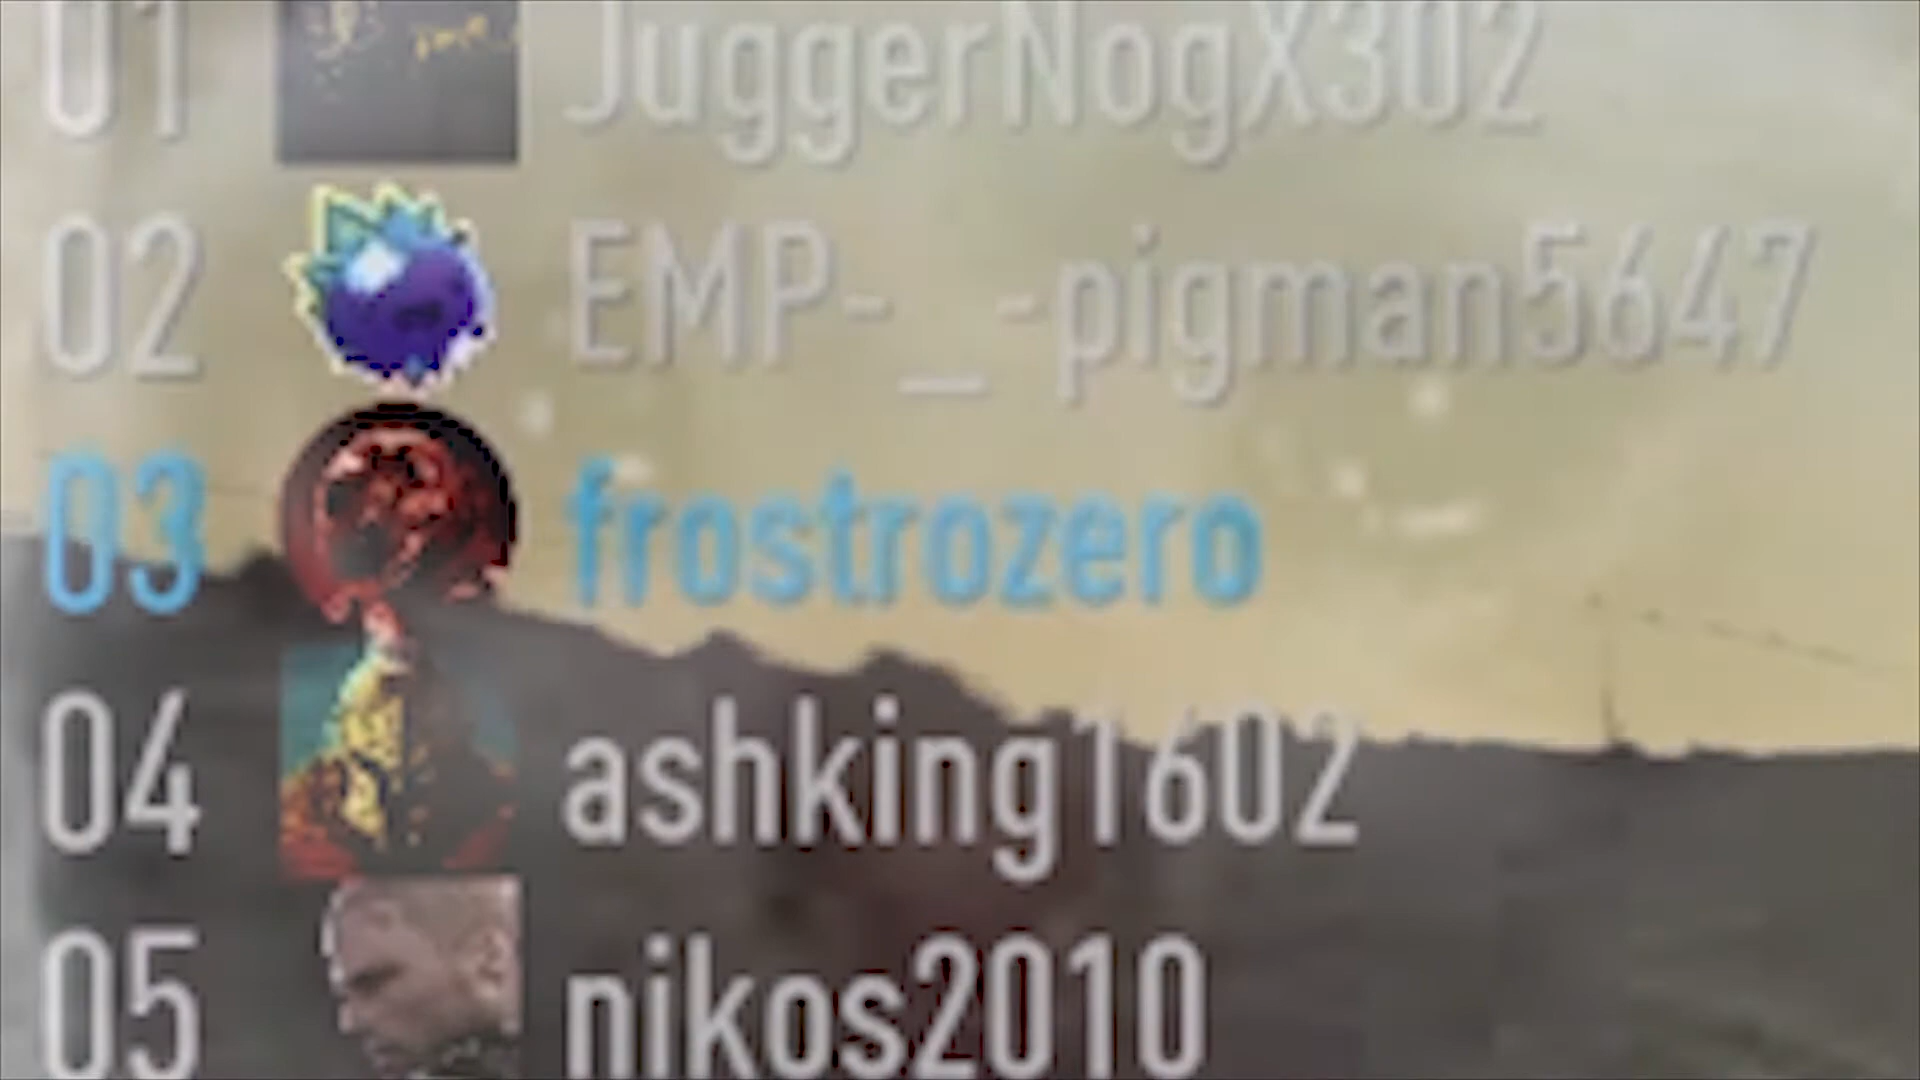 01 JuggerNogX302
02 EMP-_-pigman5647
03 frostrozero
04 ashking1602
05 nikos2010